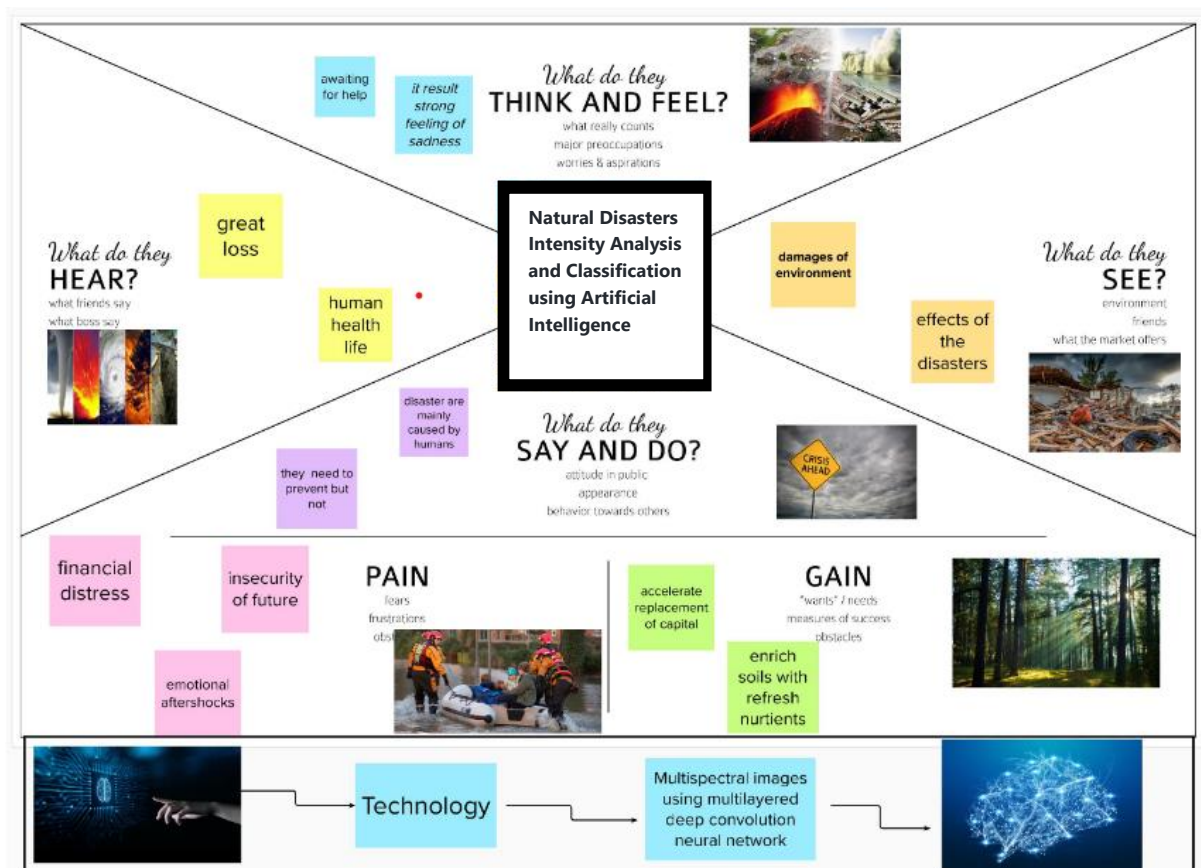 awaiting
for help
it result
strong
feeling of
sadness
What do they
THINK AND FEEL?
what really counts
major preoccupations
worries & aspirations
What do they
HEAR?
what friends say
what boss say
great
loss
human
health
life
Natural Disasters
Intensity Analysis
and Classification
using Artificial
Intelligence
damages of
environment
effects of
the
disasters
What do they
SEE?
environment
friends
what the market offers
disaster are
mainly
caused by
humans
they need to
prevent but
not
What do they
SAY AND DO?
attitude in public
appearance
behavior towards others
CRISIS
AHEAD
financial
distress
insecurity
of future
emotional
aftershocks
PAIN
fears
frustrations
accelerate
replacement
of capital
enrich
soils with
refresh
nurtients
GAIN
"wants" / needs
measures of success
obstacles
Technology
Multispectral images
using multilayered
deep convolution
neural network